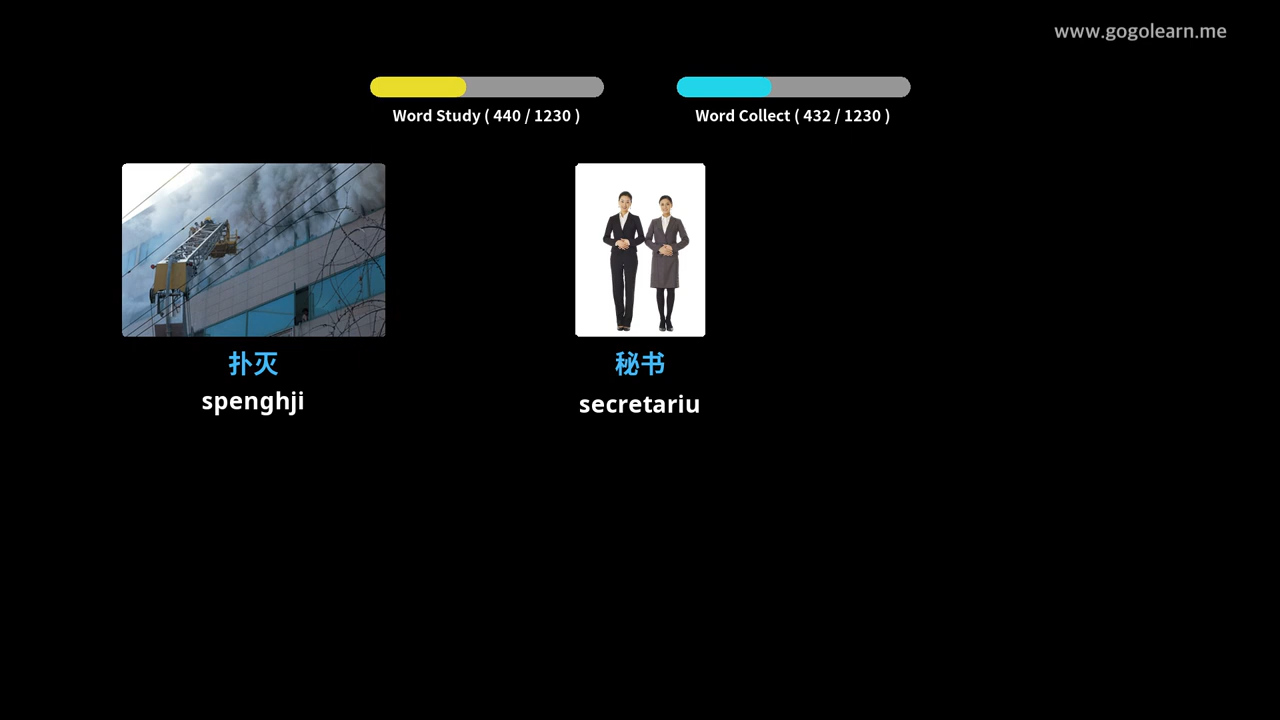 www.gogolearn.me
Word Study ( 440 / 1230 )
Word Collect ( 432 / 1230 )
扑灭
秘书
spenghji
secretariu